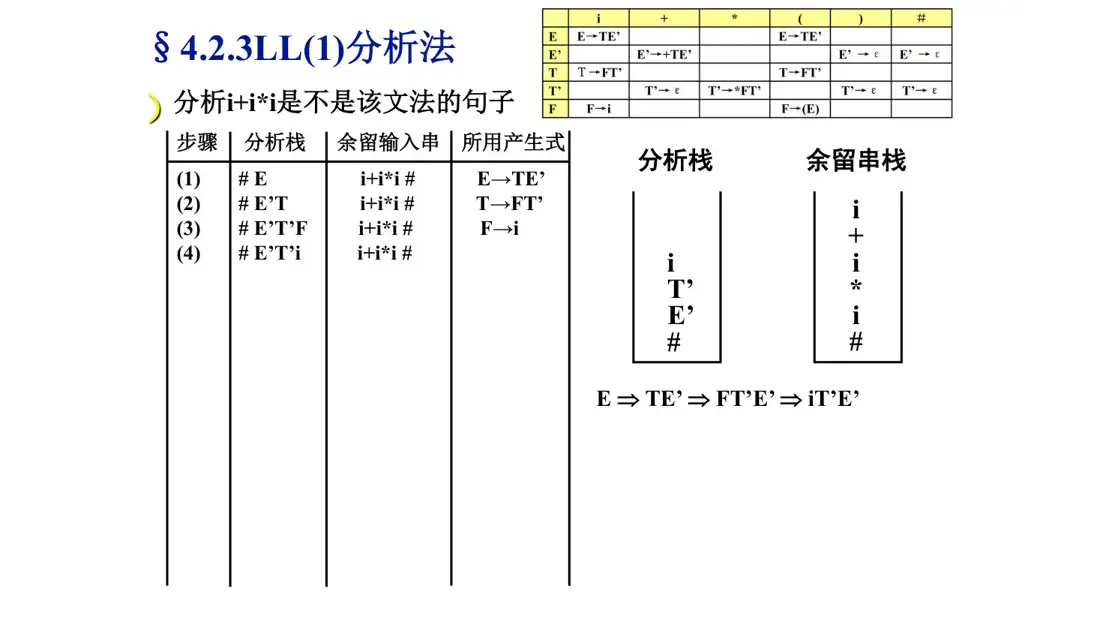 §4.2.3LL(1)分析法
i + * ( ) #
E E→TE’ E→TE’
E’ E’→+TE’ E’ → ε E’ → ε
T T→FT’ T→FT’
T’ T’→ ε T’→*FT’ T’→ ε T’→ ε
F F→i F→(E)
分析i+i*i是不是该文法的句子
步骤 分析栈 余留输入串 所用产生式
(1) # E i+i*i # E→TE’
(2) # E’T i+i*i # T→FT’
(3) # E’T’F i+i*i # F→i
(4) # E’T’i i+i*i #
分析栈
i
T’
E’
#
余留串栈
i
+
i
*
i
#
E ⇒ TE’ ⇒ FT’E’ ⇒ iT’E’